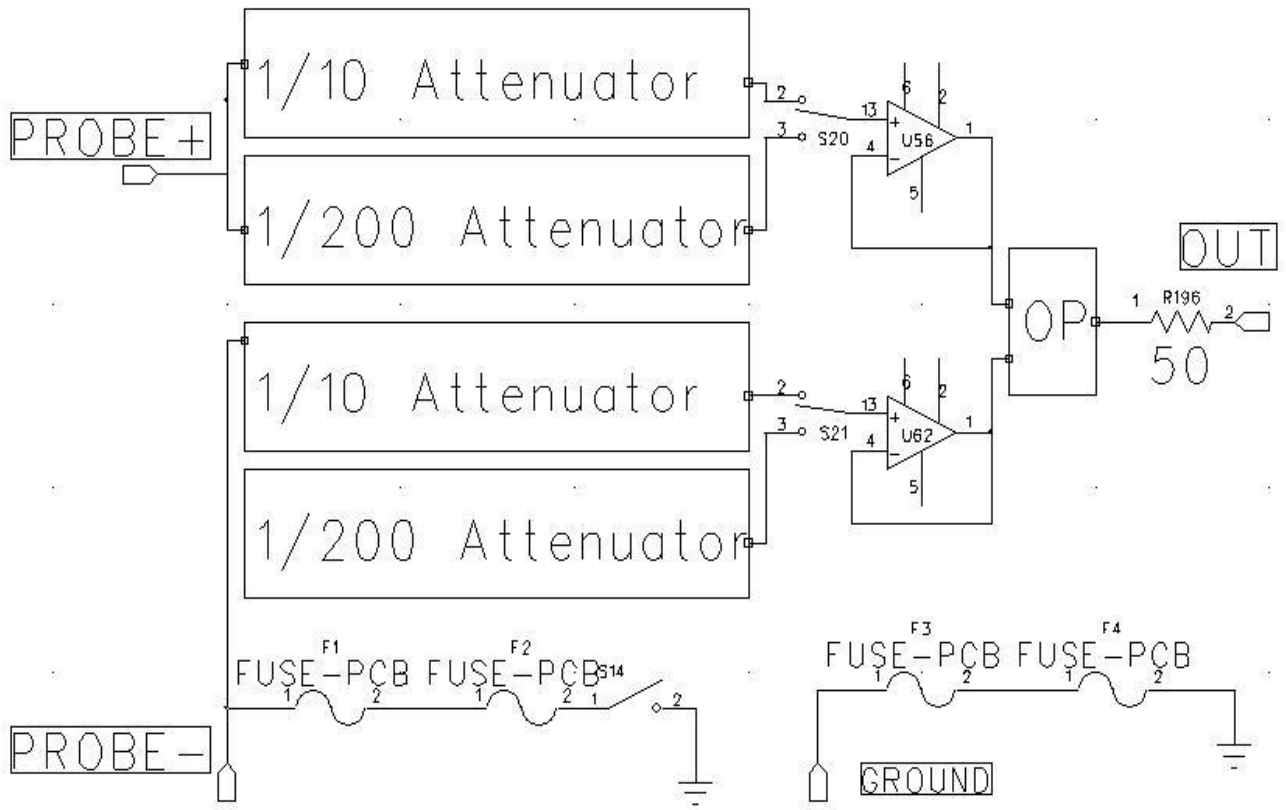 1/10 Attenuator
PROBE+
1/200 Attenuator
2
3
S20
13
4
6
2
U56
1
5
OUT
1/10 Attenuator
2
3
S21
13
4
6
2
U62
1
5
OP
1
R196
2
50
1/200 Attenuator
F1
FUSE-PCB
1
2
F2
FUSE-PCB
1
2
S14
1
2
F3
FUSE-PCB
1
2
F4
FUSE-PCB
1
2
PROBE-
GROUND